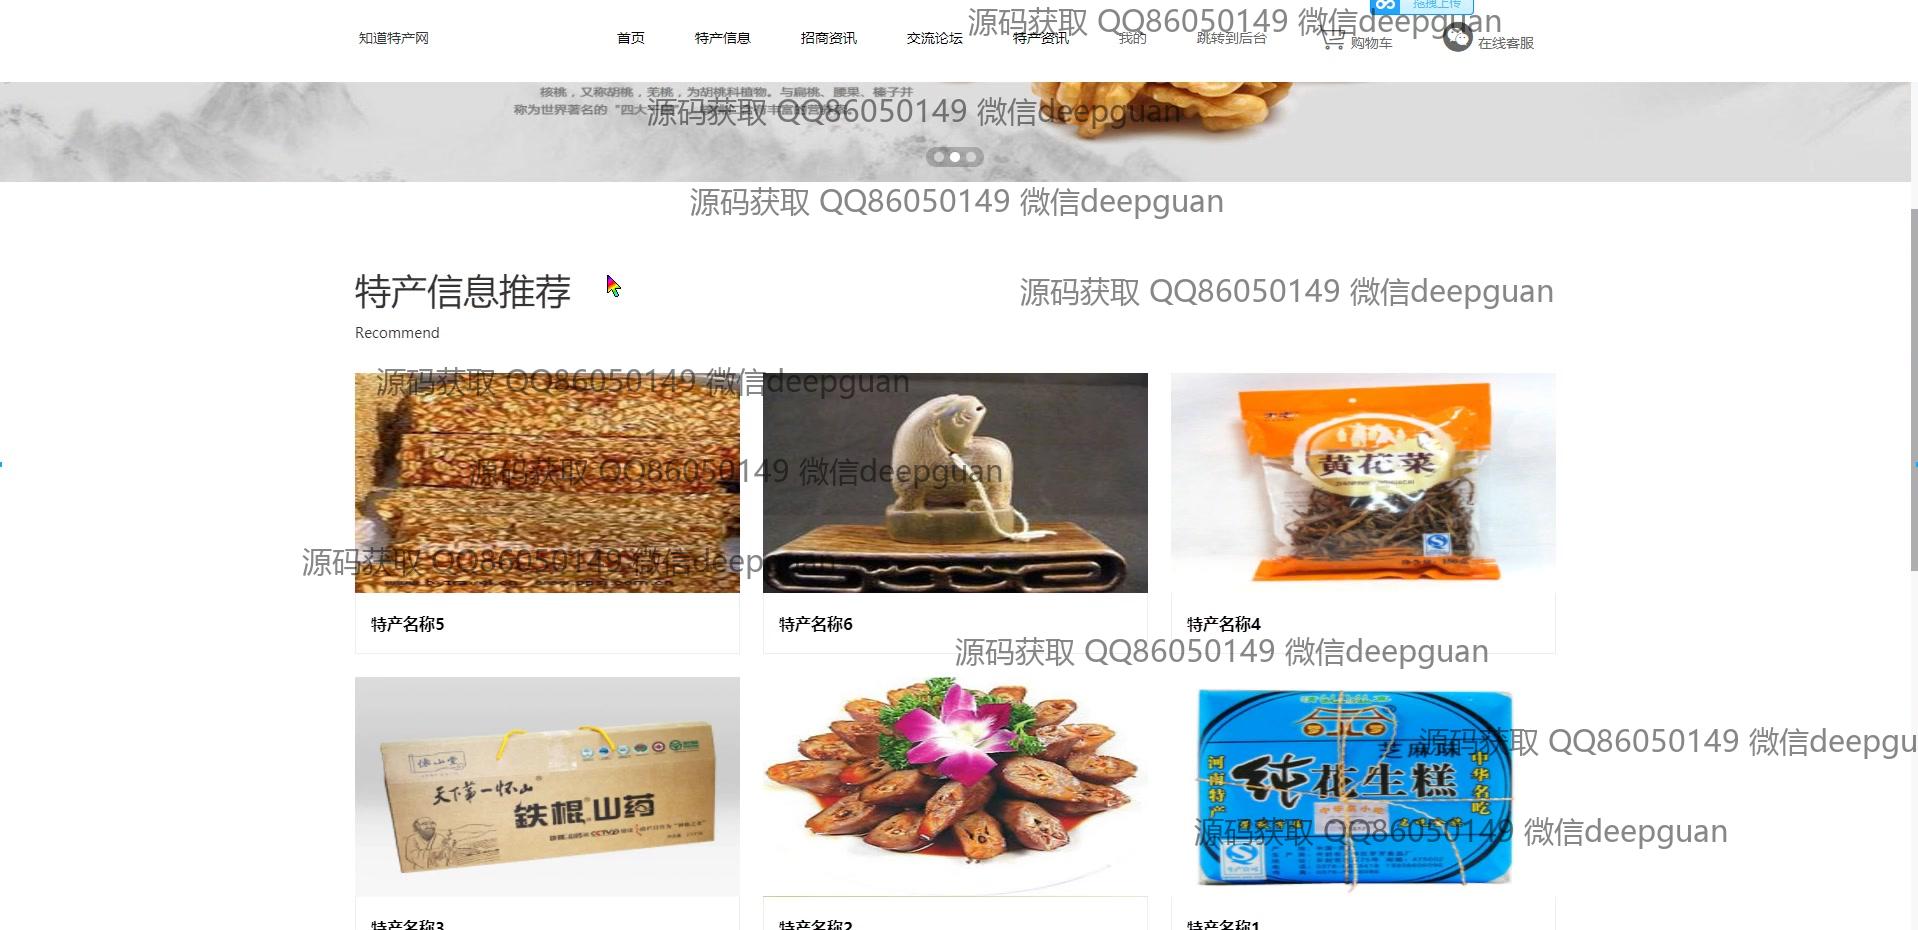 拖拽上传
源码获取 QQ86050149 微信deepguan
知道特产网 首页 特产信息 招商资讯 交流论坛 特产资讯 我的 跳转到后台 购物车 在线客服
核桃，又称胡桃，羌桃，为胡桃科植物。与扁桃、腰果、榛子并
称为世界著名的“四大干果”
源码获取 QQ86050149 微信deepguan
源码获取 QQ86050149 微信deepguan
特产信息推荐
源码获取 QQ86050149 微信deepguan
Recommend
源码获取 QQ86050149 微信deepguan
黄花菜
源码获取 QQ86050149 微信deepguan
源码获取 QQ86050149 微信deepguan
特产名称5 特产名称6 特产名称4
源码获取 QQ86050149 微信deepguan
源码获取 QQ86050149 微信deepgu
天下第一怀山
鉄棍山药
芝麻味
纯花生糕
河南特产
中华名吃
源码获取 QQ86050149 微信deepguan
特产名称3 特产名称2 特产名称1